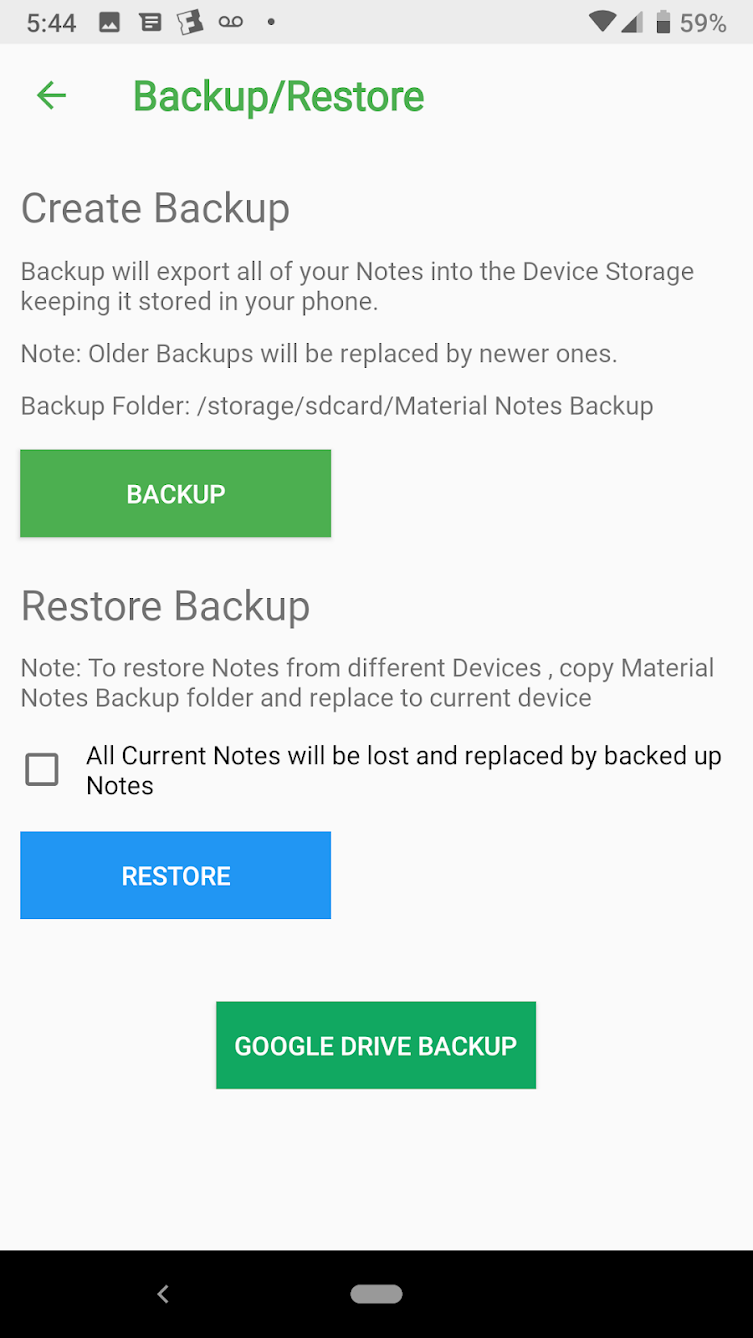 5:44 59%
Backup/Restore
Create Backup
Backup will export all of your Notes into the Device Storage
keeping it stored in your phone.
Note: Older Backups will be replaced by newer ones.
Backup Folder: /storage/sdcard/Material Notes Backup
BACKUP
Restore Backup
Note: To restore Notes from different Devices , copy Material
Notes Backup folder and replace to current device
All Current Notes will be lost and replaced by backed up
Notes
RESTORE
GOOGLE DRIVE BACKUP